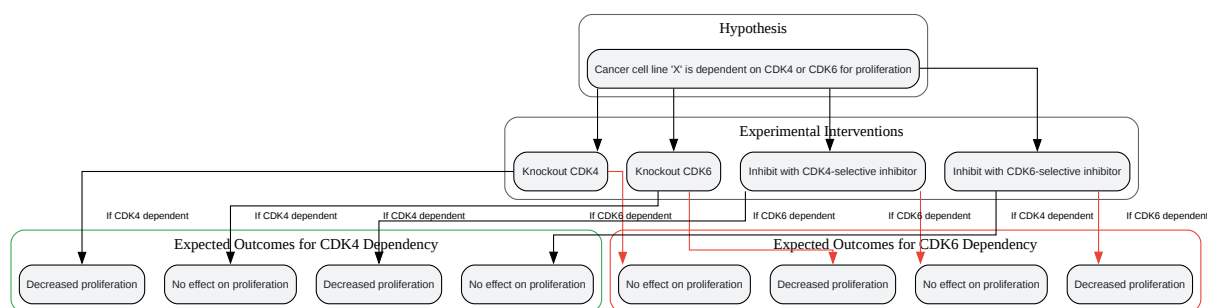 Hypothesis
Cancer cell line 'X' is dependent on CDK4 or CDK6 for proliferation
Experimental Interventions
Knockout CDK4
Knockout CDK6
Inhibit with CDK4-selective inhibitor
Inhibit with CDK6-selective inhibitor
If CDK4 dependent
If CDK4 dependent
If CDK4 dependent
If CDK6 dependent
If CDK6 dependent
If CDK6 dependent
If CDK4 dependent
If CDK6 dependent
Expected Outcomes for CDK4 Dependency
Decreased proliferation
No effect on proliferation
Decreased proliferation
No effect on proliferation
Expected Outcomes for CDK6 Dependency
No effect on proliferation
Decreased proliferation
No effect on proliferation
Decreased proliferation